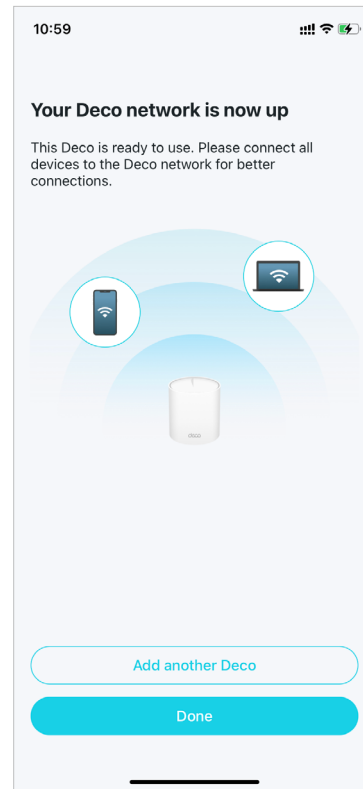 10:59
Your Deco network is now up
This Deco is ready to use. Please connect all
devices to the Deco network for better
connections.
deco
Add another Deco
Done